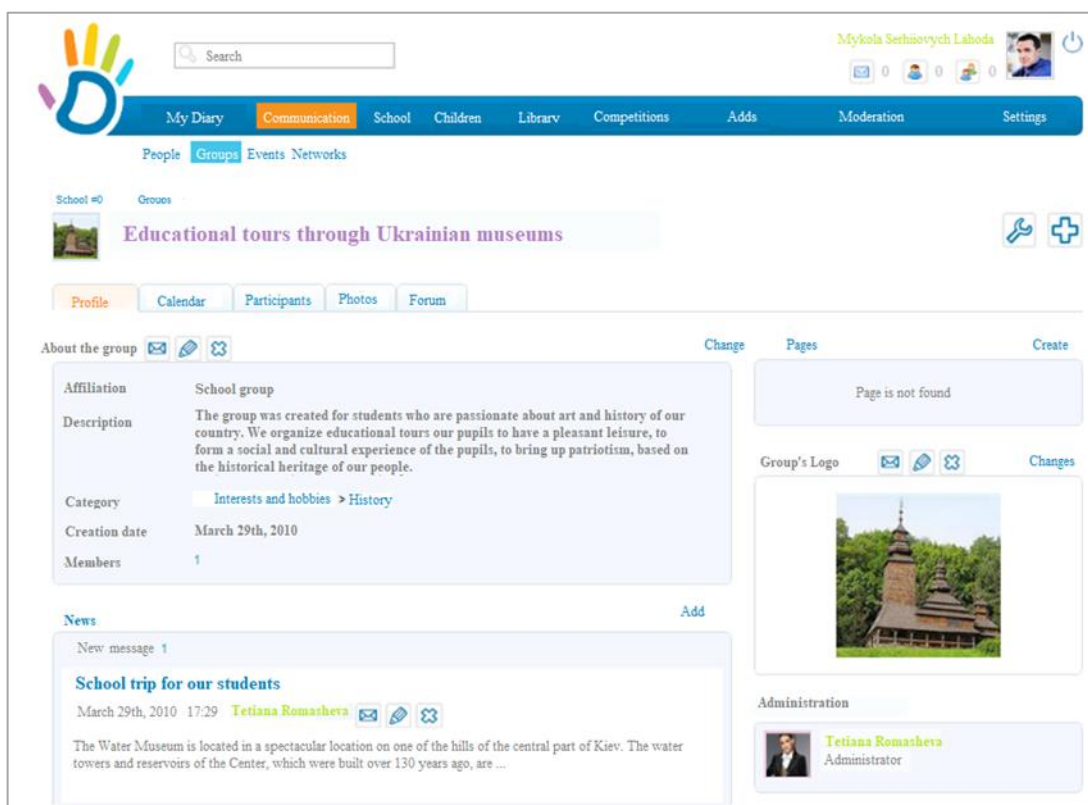 Search
Mykola Serhiiovych Lahoda
0 0 0
My Diary Communication School Children Library Competitions Adds Moderation Settings
People Groups Events Networks
School #0 Groups
Educational tours through Ukrainian museums
Profile Calendar Participants Photos Forum
About the group Change
Affiliation School group
Description The group was created for students who are passionate about art and history of our
country. We organize educational tours our pupils to have a pleasant leisure, to
form a social and cultural experience of the pupils, to bring up patriotism, based on
the historical heritage of our people.
Category Interests and hobbies > History
Creation date March 29th, 2010
Members 1
News Add
New message 1
School trip for our students
March 29th, 2010 17:29 Tetiana Romasheva
The Water Museum is located in a spectacular location on one of the hills of the central part of Kiev. The water
towers and reservoirs of the Center, which were built over 130 years ago, are ...
Pages Create
Page is not found
Group's Logo Changes
Administration
Tetiana Romasheva
Administrator